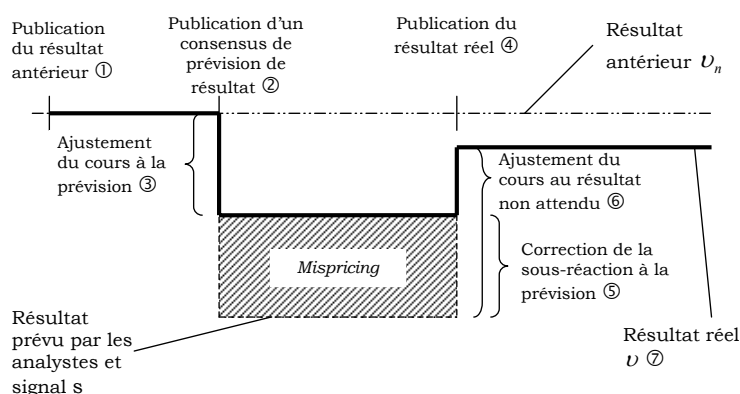 Publication
du résultat
antérieur ①
Publication d'un
consensus de
prévision de
résultat ②
Publication du
résultat réel ④
Résultat
antérieur υn
Ajustement
du cours à la
prévision ③
Ajustement du
cours au résultat
non attendu ⑥
Mispricing
Correction de la
sous-réaction à la
prévision ⑤
Résultat
prévu par les
analystes et
signal s
Résultat réel
υ ⑦